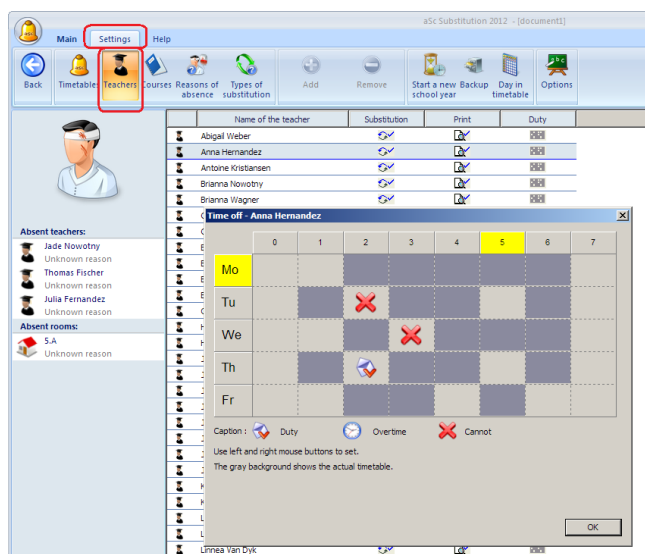 aSc Substitution 2012 - [document1]
Main Settings Help
Back Timetables Teachers Courses Reasons of absence Types of substitution Add Remove Start a new school year Backup Day in timetable Options
Name of the teacher Substitution Print Duty
Abigail Weber
Anna Hernandez
Antoine Kristiansen
Brianna Nowotny
Brianna Wagner
Absent teachers:
Jade Nowotny
Unknown reason
Thomas Fischer
Unknown reason
Julia Fernandez
Unknown reason
Absent rooms:
5.A
Unknown reason
Time off - Anna Hernandez
0 1 2 3 4 5 6 7
Mo
Tu
We
Th
Fr
Caption : Duty Overtime Cannot
Use left and right mouse buttons to set.
The gray background shows the actual timetable.
OK
Linnea Van Dyk